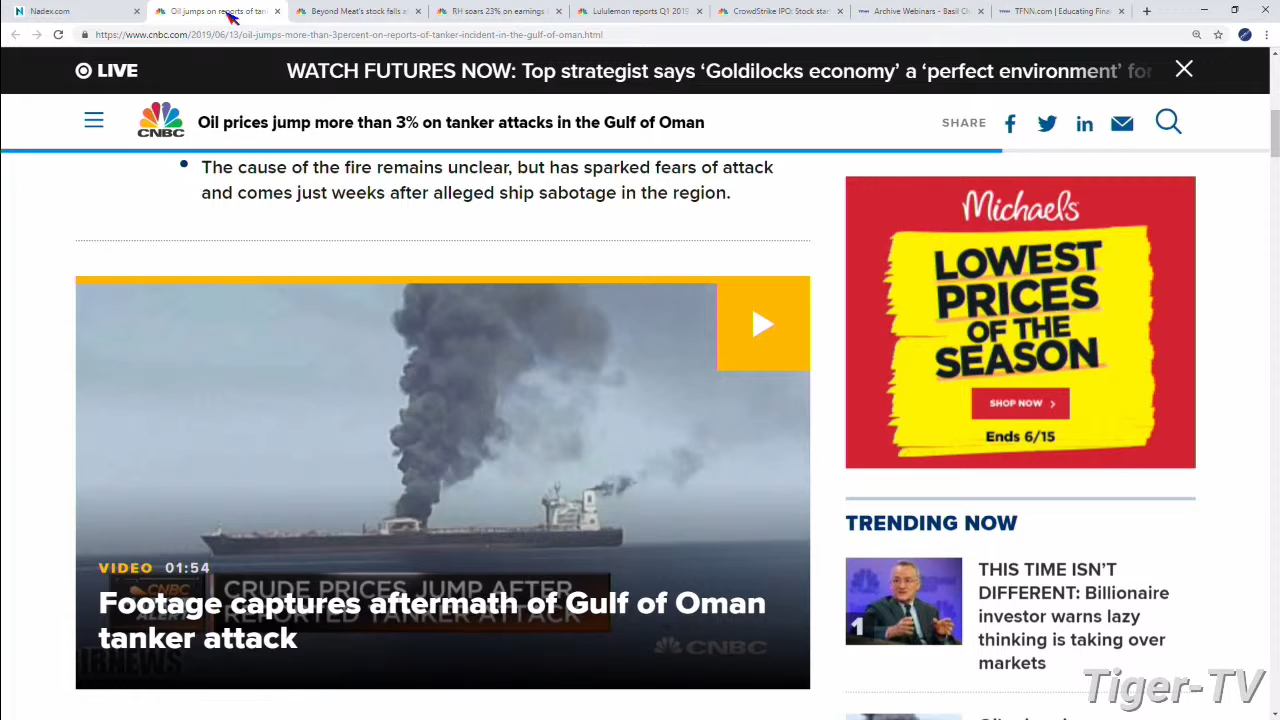 Nadex.com
Oil jumps on reports of tan
Beyond Meat's stock falls a
RH soars 23% on earnings
Lululemon reports Q1 2019
CrowdStrike IPO: Stock star
Archive Webinars - Basil Ch
TFNN.com | Educating Fina
https://www.cnbc.com/2019/06/13/oil-jumps-more-than-3percent-on-reports-of-tanker-incident-in-the-gulf-of-oman.html
LIVE
WATCH FUTURES NOW: Top strategist says ‘Goldilocks economy’ a ‘perfect environment’ for
CNBC
Oil prices jump more than 3% on tanker attacks in the Gulf of Oman
SHARE
The cause of the fire remains unclear, but has sparked fears of attack
and comes just weeks after alleged ship sabotage in the region.
Michaels
LOWEST
PRICES
OF THE
SEASON
SHOP NOW
Ends 6/15
VIDEO 01:54
CNBC
CRUDE PRICES JUMP AFTER
REPORTED TANKER ATTACK
Footage captures aftermath of Gulf of Oman
tanker attack
CNBC
TRENDING NOW
1
THIS TIME ISN’T
DIFFERENT: Billionaire
investor warns lazy
thinking is taking over
markets
Tiger-TV